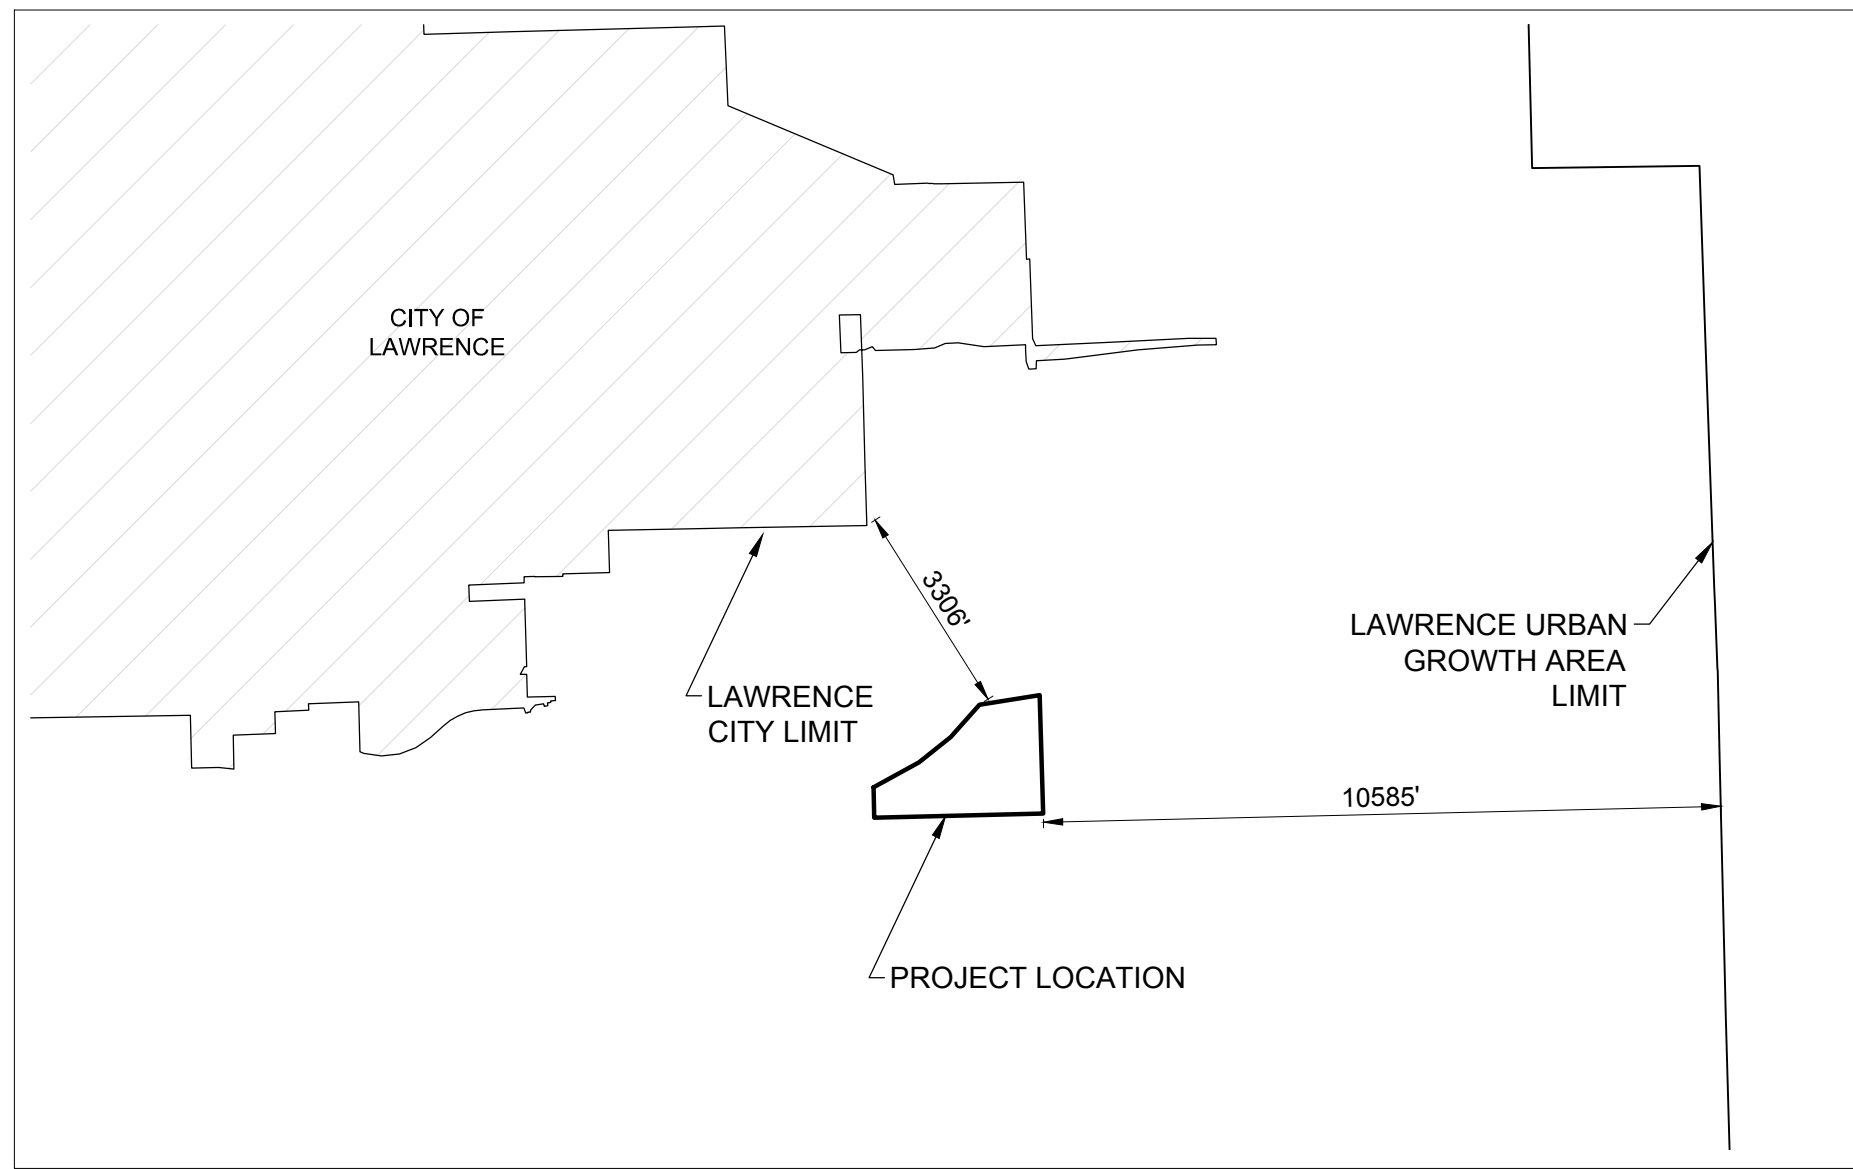 CITY OF
LAWRENCE
3306'
LAWRENCE URBAN
GROWTH AREA
LIMIT
LAWRENCE
CITY LIMIT
10585'
PROJECT LOCATION